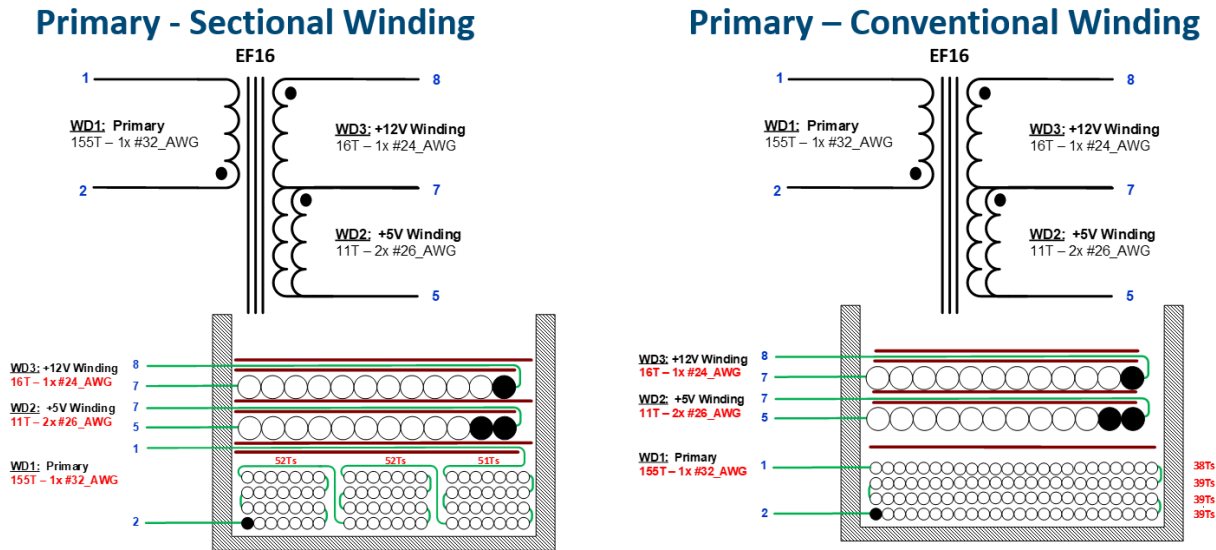 Primary - Sectional Winding
EF16
1
8
WD1: Primary
155T – 1x #32_AWG
WD3: +12V Winding
16T – 1x #24_AWG
2
7
WD2: +5V Winding
11T – 2x #26_AWG
5
WD3: +12V Winding
16T – 1x #24_AWG
8
7
WD2: +5V Winding
11T – 2x #26_AWG
7
5
1
WD1: Primary
155T – 1x #32_AWG
52Ts
52Ts
51Ts
2
Primary – Conventional Winding
EF16
1
8
WD1: Primary
155T – 1x #32_AWG
WD3: +12V Winding
16T – 1x #24_AWG
2
7
WD2: +5V Winding
11T – 2x #26_AWG
5
WD3: +12V Winding
16T – 1x #24_AWG
8
7
WD2: +5V Winding
11T – 2x #26_AWG
7
5
WD1: Primary
155T – 1x #32_AWG
1
38Ts
39Ts
39Ts
2
39Ts